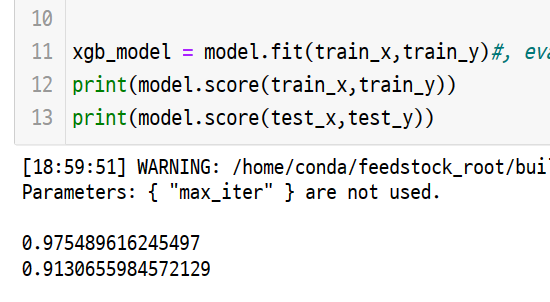 10
11 xgb_model = model.fit(train_x,train_y)#, eva
12 print(model.score(train_x,train_y))
13 print(model.score(test_x,test_y))
[18:59:51] WARNING: /home/conda/feedstock_root/buil
Parameters: { "max_iter" } are not used.
0.975489616245497
0.9130655984572129